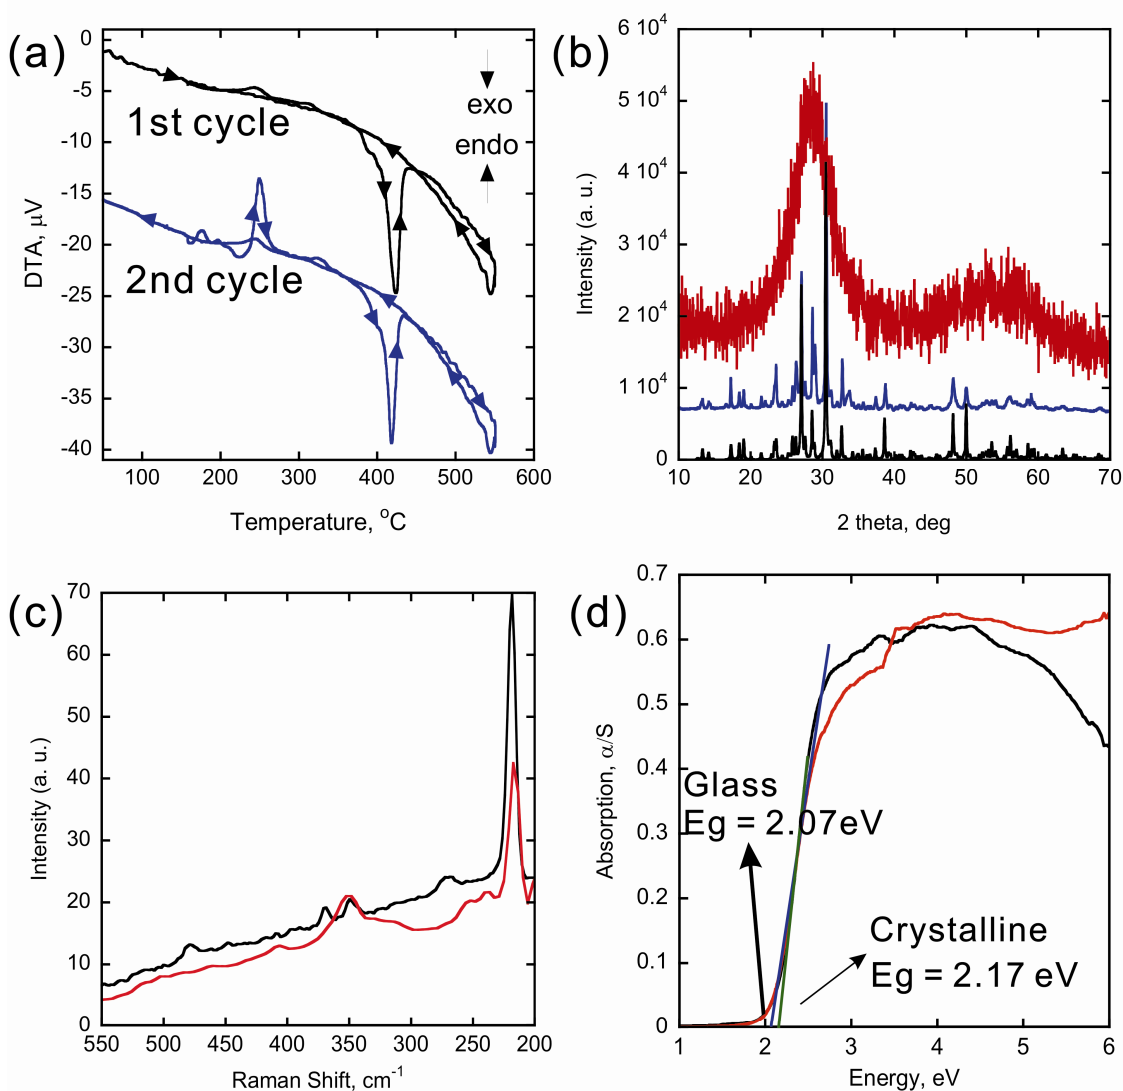 (a)
0
-5
-10
-15
-20
-25
-30
-35
-40
DTA, μV
1st cycle
2nd cycle
exo
endo
100 200 300 400 500 600
Temperature, °C
(b)
6 10⁴
5 10⁴
4 10⁴
3 10⁴
2 10⁴
1 10⁴
0
Intensity (a. u.)
10 20 30 40 50 60 70
2 theta, deg
(c)
70
60
50
40
30
20
10
0
Intensity (a. u.)
550 500 450 400 350 300 250 200
Raman Shift, cm⁻¹
(d)
0.7
0.6
0.5
0.4
0.3
0.2
0.1
0
Absorption, α/S
Glass
Eg = 2.07eV
Crystalline
Eg = 2.17 eV
1 2 3 4 5 6
Energy, eV